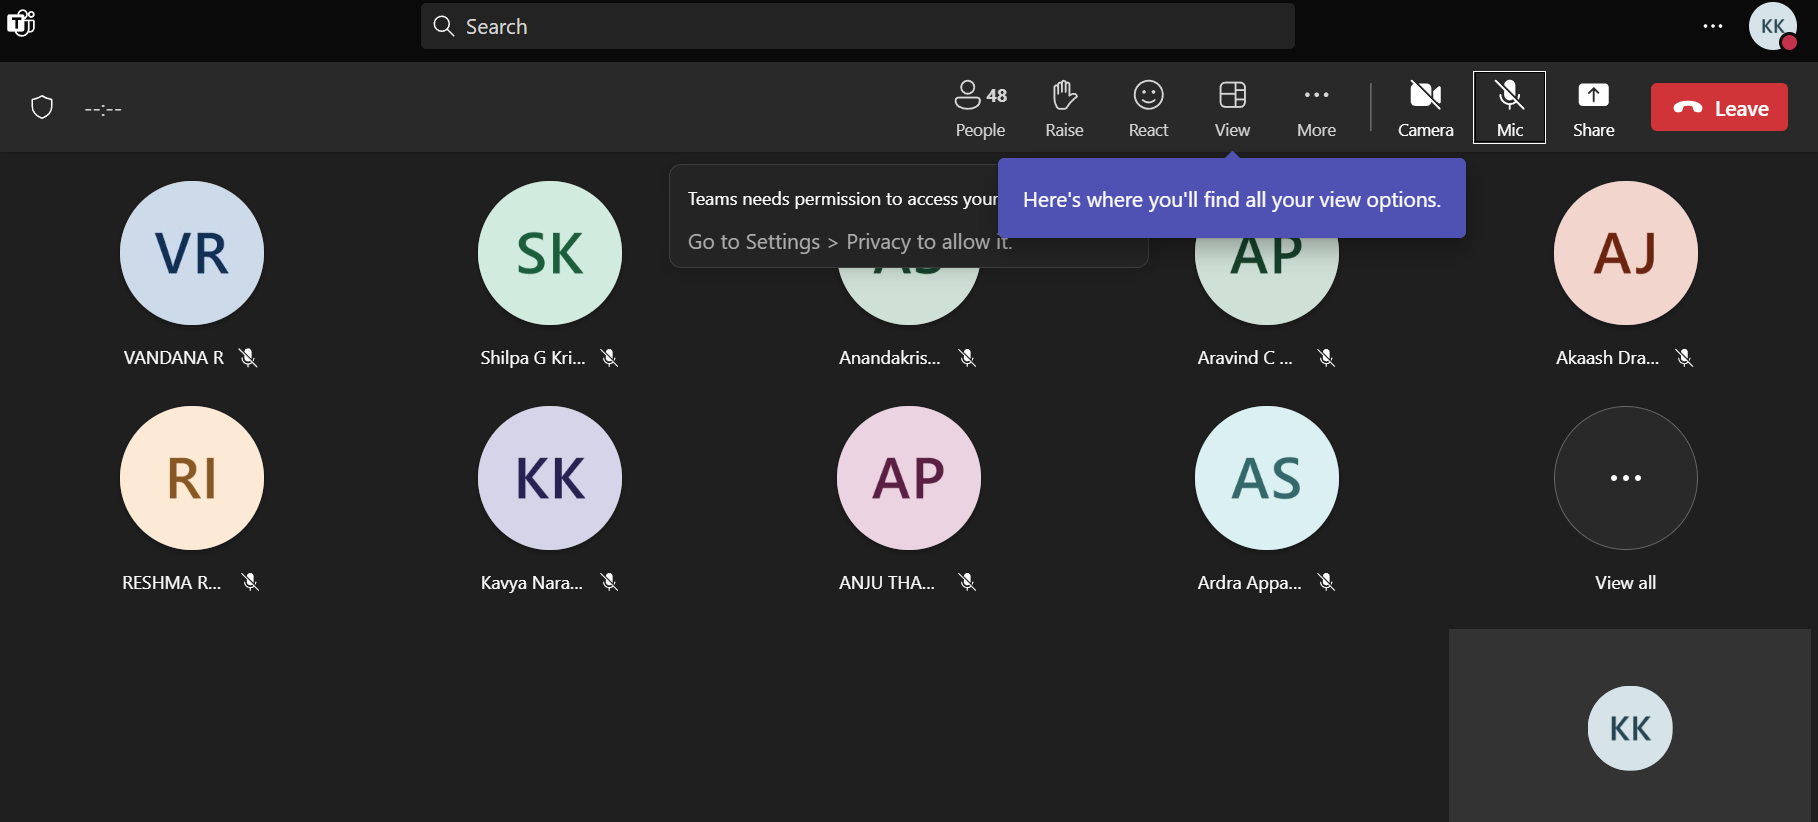 Search
KK
--:--
48
People
Raise
React
View
More
Camera
Mic
Share
Leave
Teams needs permission to access your
Go to Settings > Privacy to allow it.
Here's where you'll find all your view options.
VR
SK
AP
AJ
VANDANA R
Shilpa G Kri...
Anandakris...
Aravind C ...
Akaash Dra...
RI
KK
AP
AS
RESHMA R...
Kavya Nara...
ANJU THA...
Ardra Appa...
View all
KK